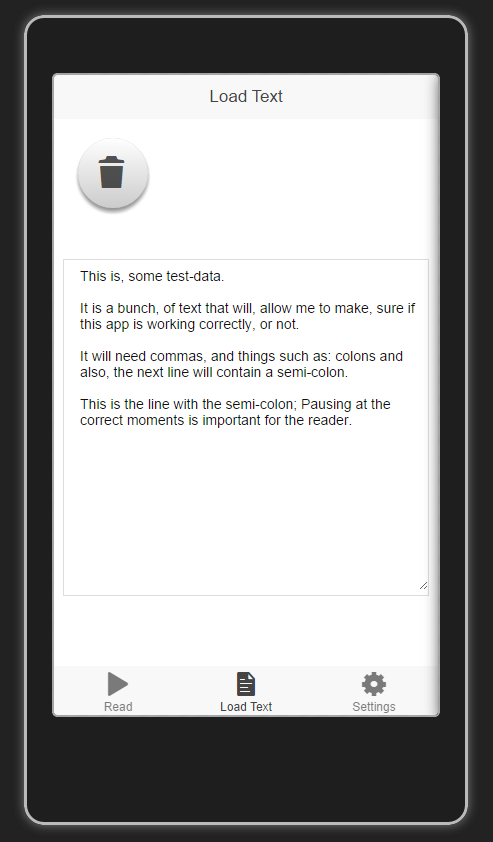 Load Text
This is, some test-data.
It is a bunch, of text that will, allow me to make, sure if
this app is working correctly, or not.
It will need commas, and things such as: colons and
also, the next line will contain a semi-colon.
This is the line with the semi-colon; Pausing at the
correct moments is important for the reader.
Read
Load Text
Settings